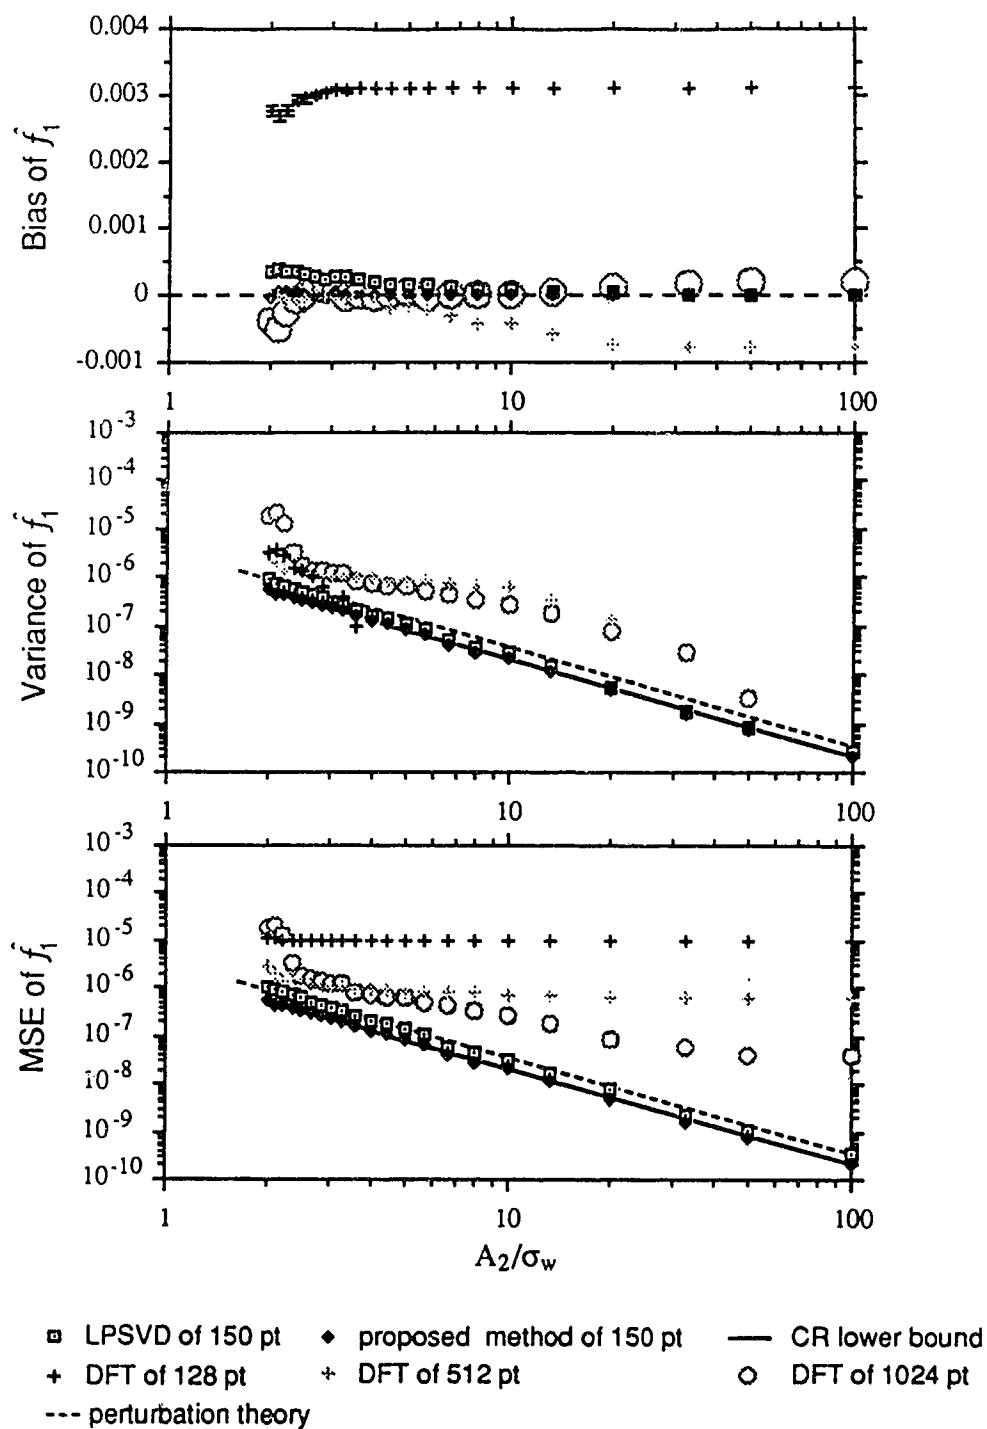 0.004
0.003
0.002
0.001
0
-0.001
Bias of f̂₁
1 10 100
10⁻³
10⁻⁴
10⁻⁵
10⁻⁶
10⁻⁷
10⁻⁸
10⁻⁹
10⁻¹⁰
Variance of f̂₁
1 10 100
10⁻³
10⁻⁴
10⁻⁵
10⁻⁶
10⁻⁷
10⁻⁸
10⁻⁹
10⁻¹⁰
MSE of f̂₁
1 10 100
A₂/σw
LPSVD of 150 pt proposed method of 150 pt CR lower bound
DFT of 128 pt DFT of 512 pt DFT of 1024 pt
perturbation theory